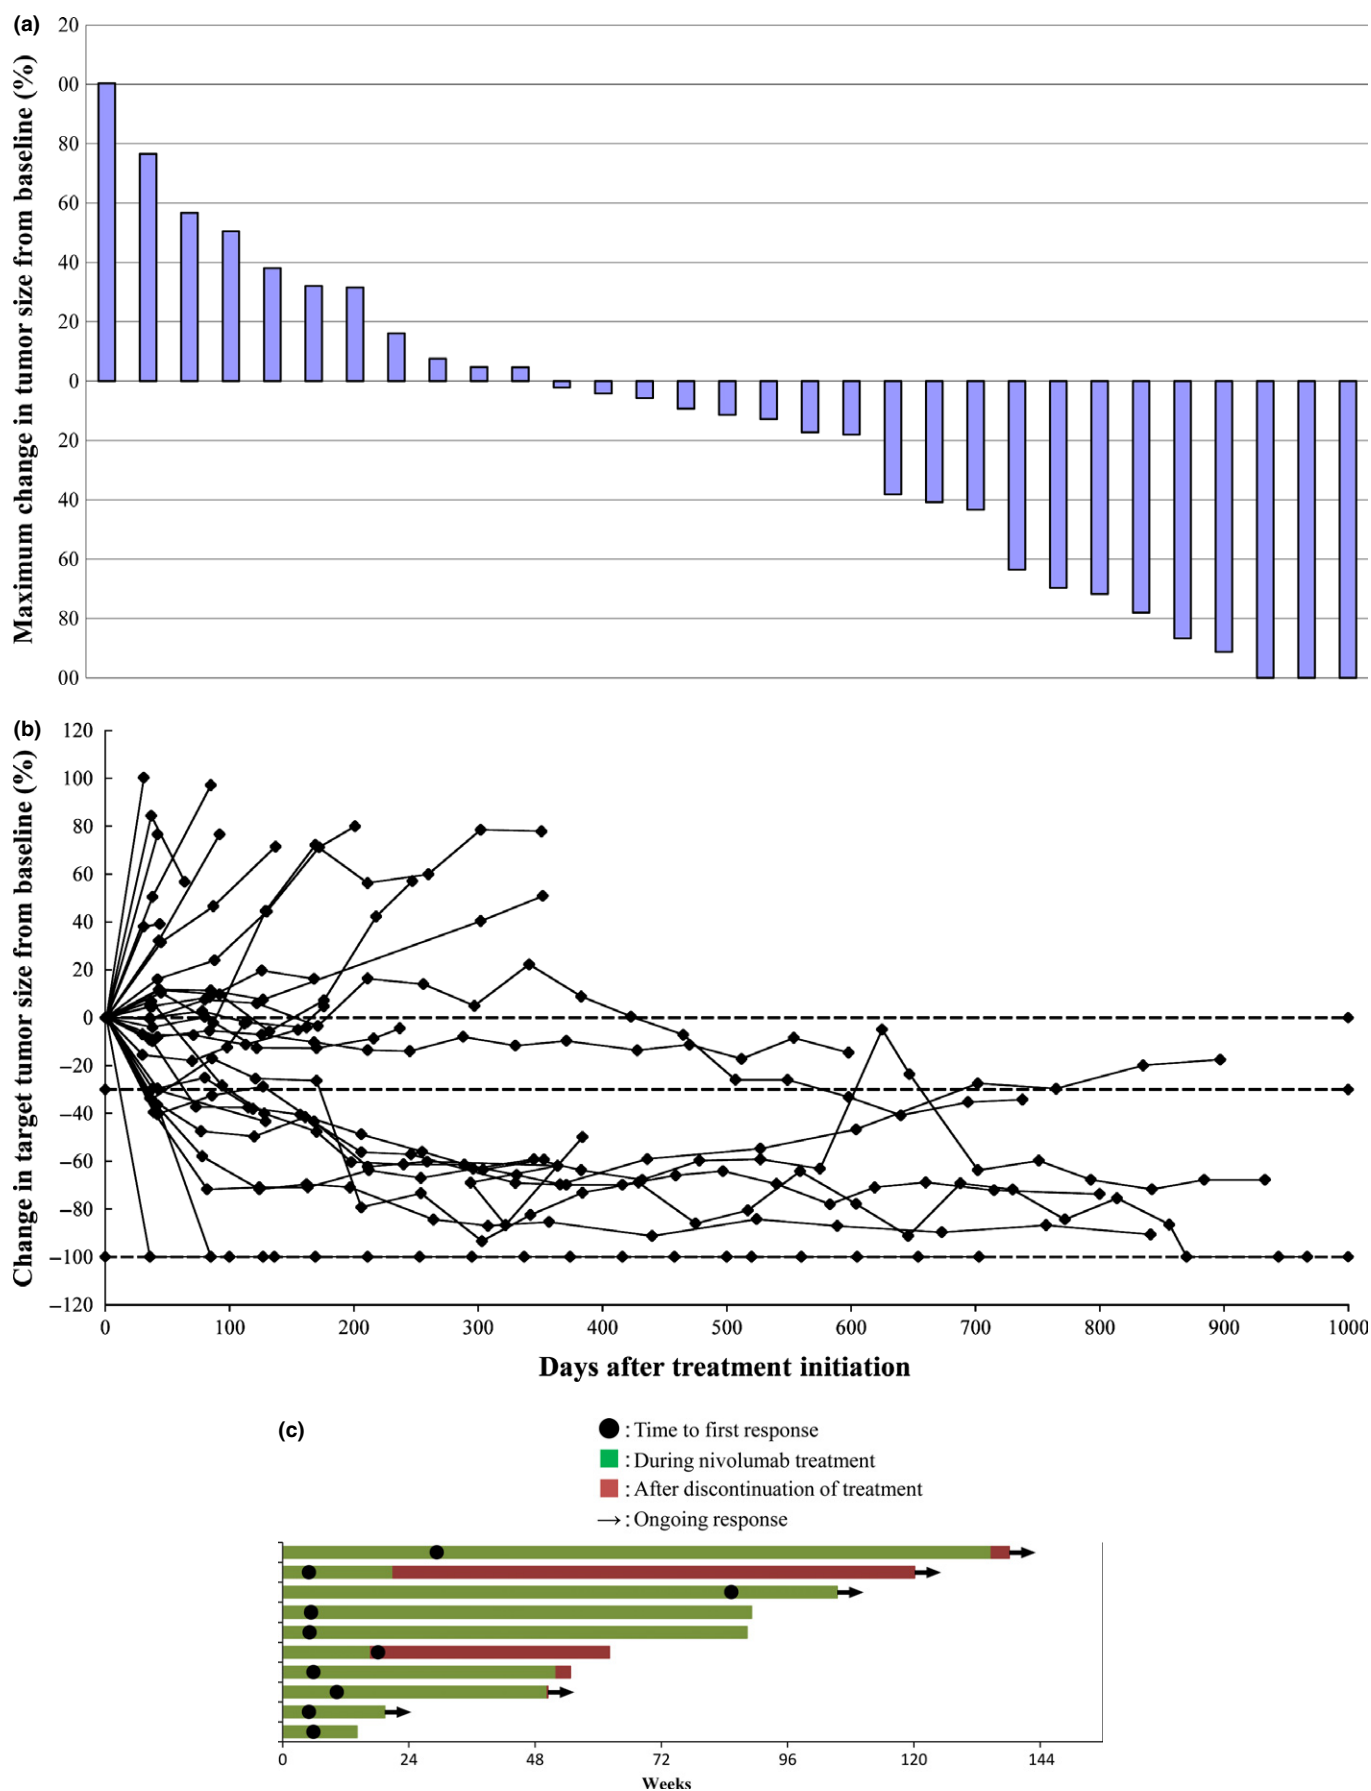 (a)
Maximum change in tumor size from baseline (%)
20
00
80
60
40
20
0
20
40
60
80
00
(b)
Change in target tumor size from baseline (%)
120
100
80
60
40
20
0
−20
−40
−60
−80
−100
−120
0 100 200 300 400 500 600 700 800 900 1000
Days after treatment initiation
(c)
: Time to first response
: During nivolumab treatment
: After discontinuation of treatment
: Ongoing response
0 24 48 72 96 120 144
Weeks